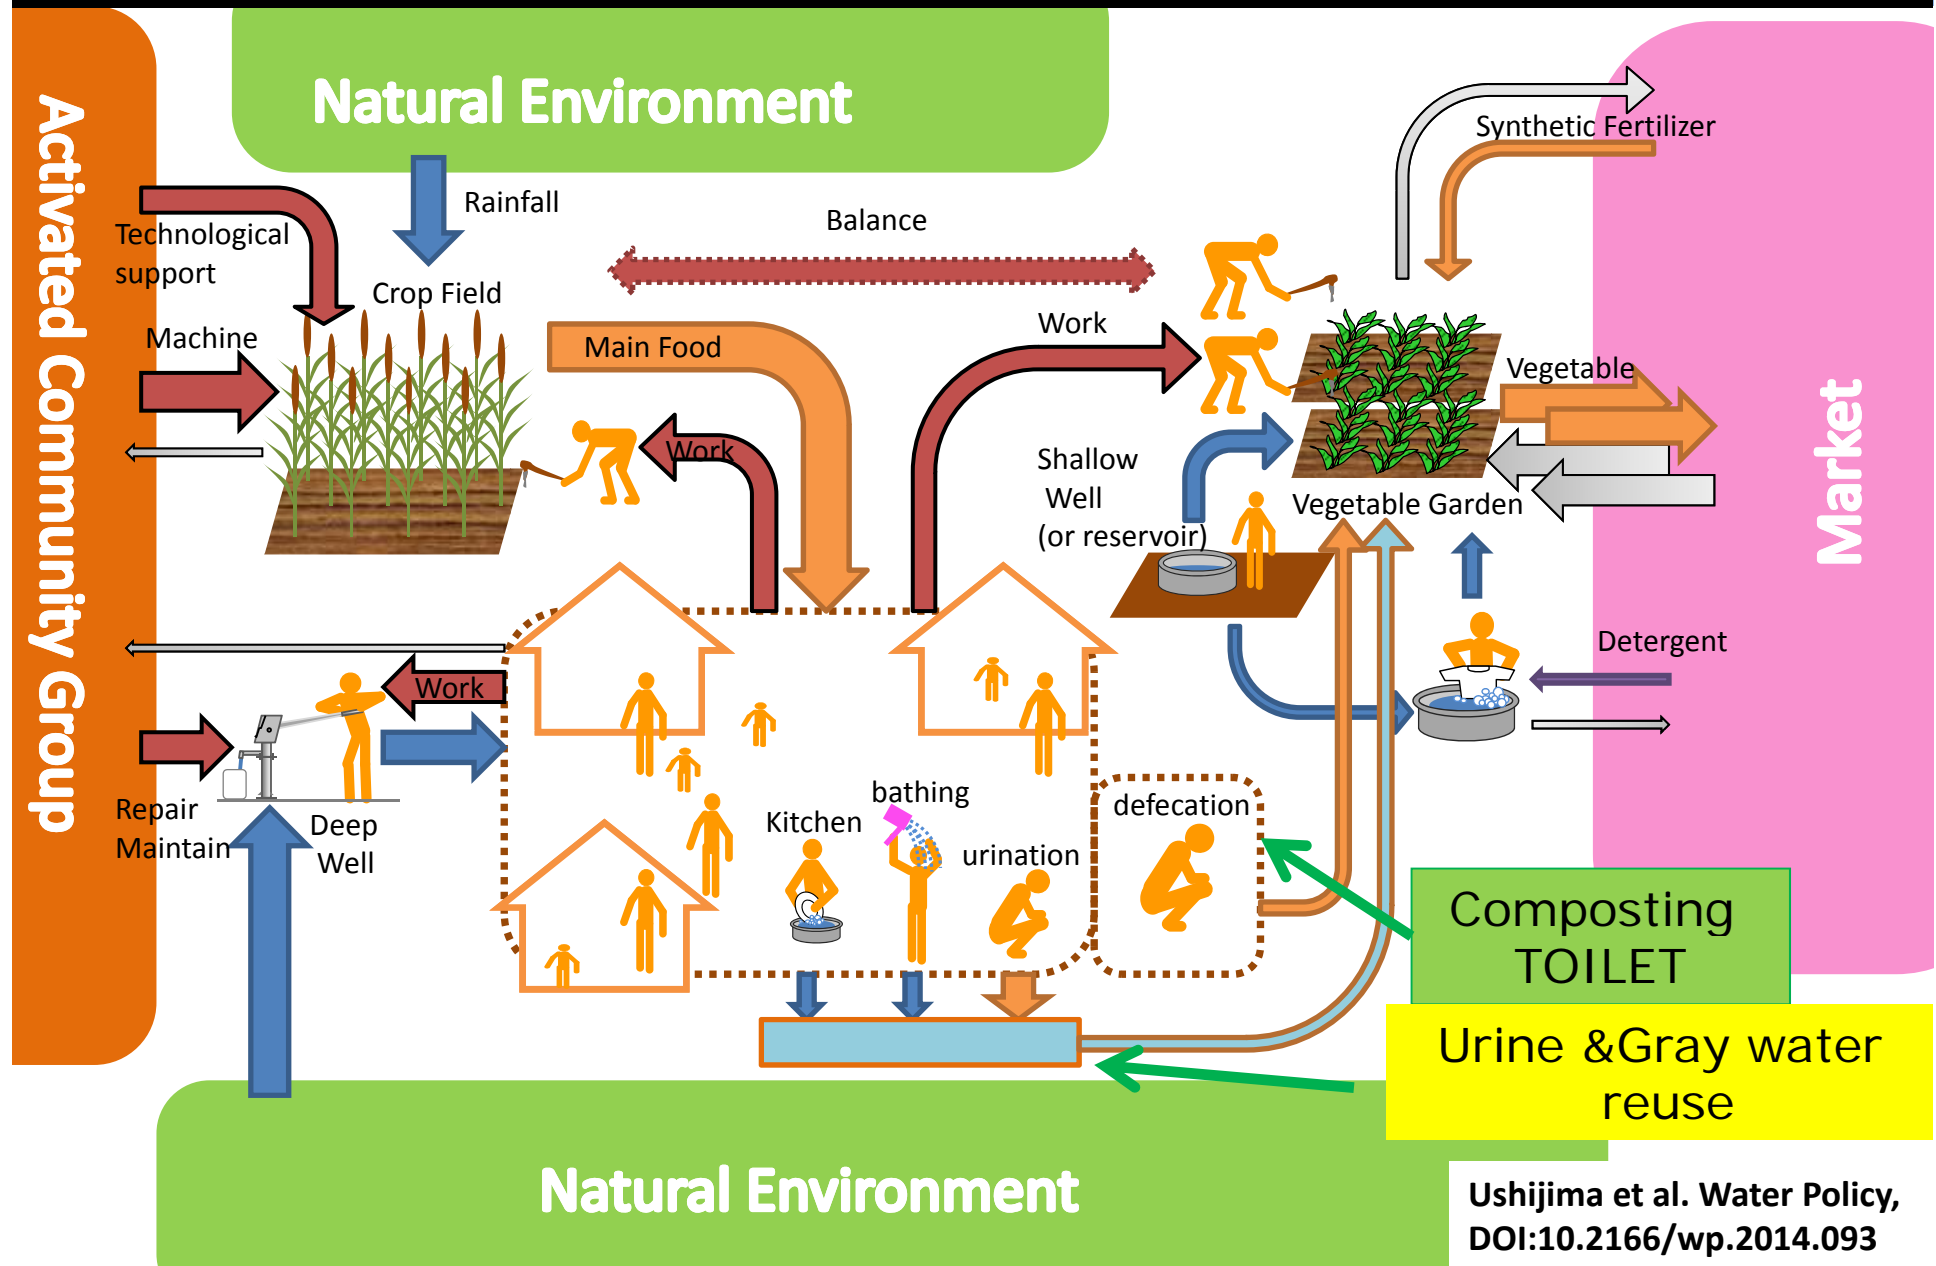 Natural Environment
Activated Community Group
Market
Synthetic Fertilizer
Rainfall
Balance
Technological
support
Crop Field
Machine
Main Food
Work
Vegetable
Work
Shallow
Well
(or reservoir)
Vegetable Garden
Detergent
Work
Repair
Maintain
Deep
Well
bathing
Kitchen
urination
defecation
Composting
TOILET
Urine &Gray water
reuse
Natural Environment
Ushijima et al. Water Policy,
DOI:10.2166/wp.2014.093